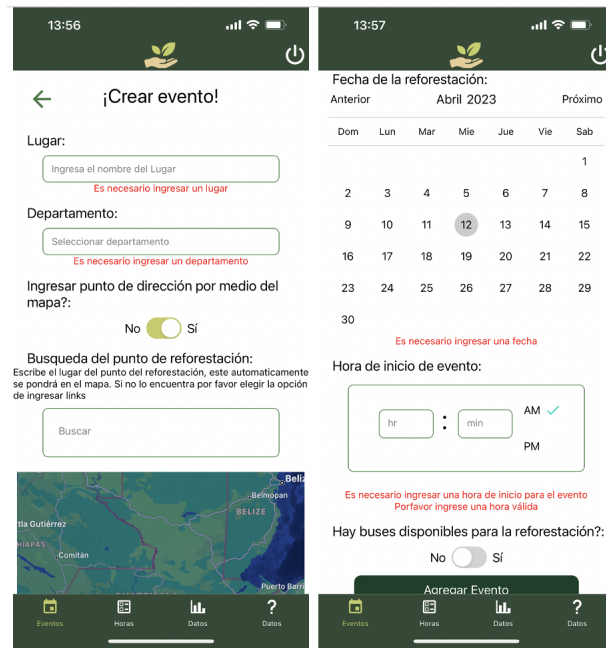 13:56
¡Crear evento!
Lugar:
Ingresa el nombre del Lugar
Es necesario ingresar un lugar
Departamento:
Seleccionar departamento
Es necesario ingresar un departamento
Ingresar punto de dirección por medio del
mapa?:
No Sí
Busqueda del punto de reforestación:
Escribe el lugar del punto del reforestación, este automaticamente
se pondrá en el mapa. Si no lo encuentra por favor elegir la opción
de ingresar links
Buscar
Beliz
Belmopan
BELIZE
tla Gutiérrez
HIAPAS
Comitán
Puerto Barri
Eventos Horas Datos ? Datos
13:57
Fecha de la reforestación:
Anterior Abril 2023 Próximo
Dom Lun Mar Mie Jue Vie Sab
1
2 3 4 5 6 7 8
9 10 11 12 13 14 15
16 17 18 19 20 21 22
23 24 25 26 27 28 29
30
Es necesario ingresar una fecha
Hora de inicio de evento:
AM
hr : min
PM
Es necesario ingresar una hora de inicio para el evento
Porfavor ingrese una hora válida
Hay buses disponibles para la reforestación?:
No Sí
Agregar Evento
Eventos Horas Datos ? Datos